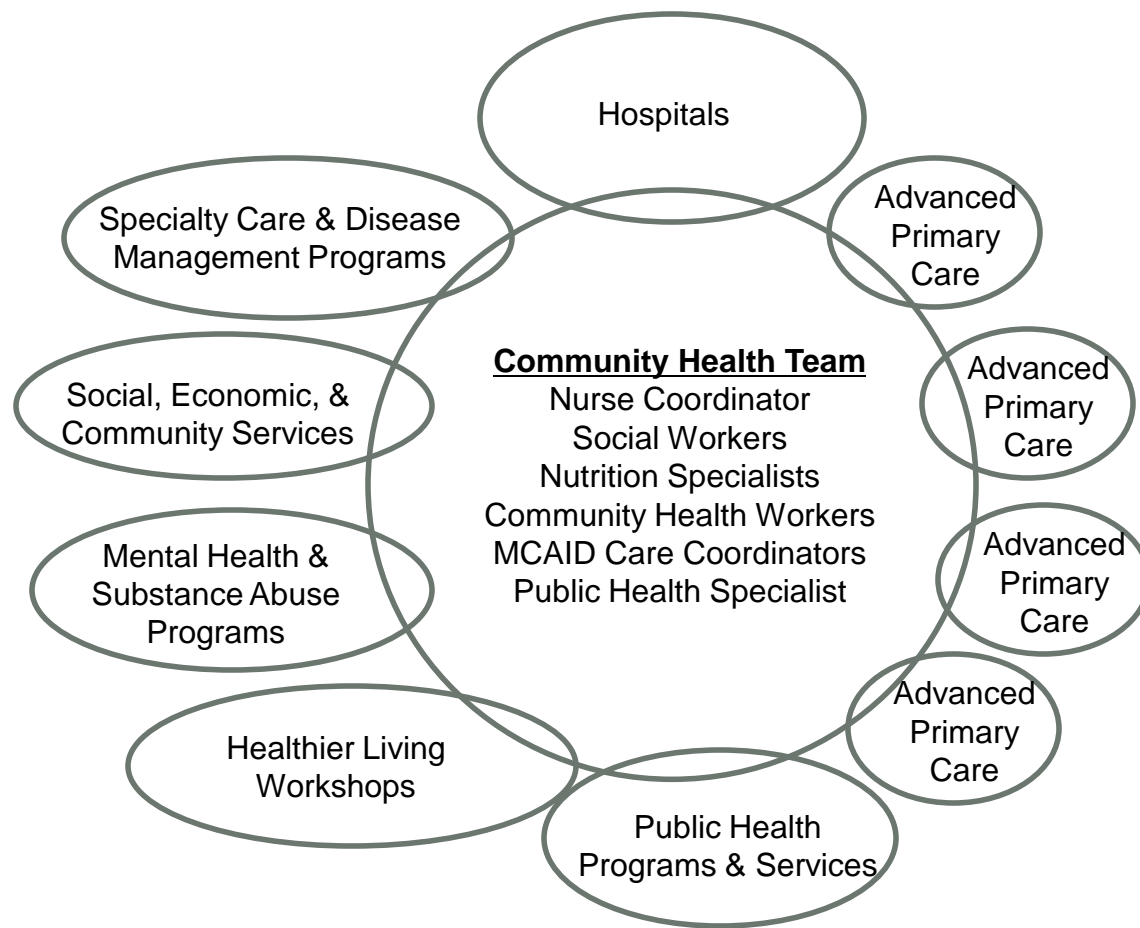 Hospitals
Specialty Care & Disease
Management Programs
Advanced
Primary
Care
Social, Economic, &
Community Services
Community Health Team
Nurse Coordinator
Social Workers
Nutrition Specialists
Community Health Workers
MCAID Care Coordinators
Public Health Specialist
Advanced
Primary
Care
Mental Health &
Substance Abuse
Programs
Advanced
Primary
Care
Healthier Living
Workshops
Advanced
Primary
Care
Public Health
Programs & Services